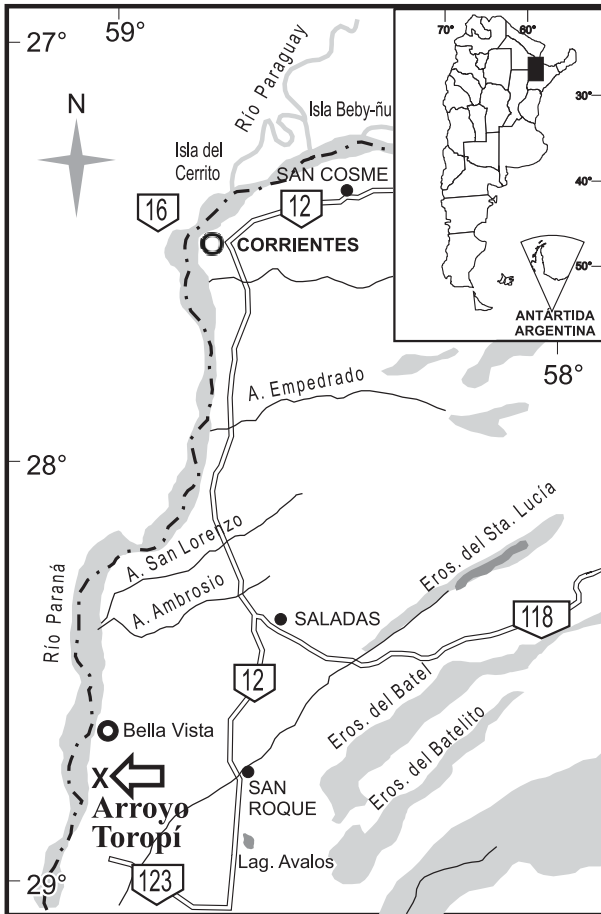 59°
27°
N
Río Paraguay
Isla Beby-ñu
Isla del
Cerrito
SAN COSME
16
12
CORRIENTES
70°
60°
30°
40°
50°
ANTÁRTIDA
ARGENTINA
58°
A. Empedrado
28°
A. San Lorenzo
A. Ambrosio
Eros. del Sta. Lucía
Río Paraná
SALADAS
118
12
Eros. del Batel
Eros. del Batelito
Bella Vista
X
Arroyo
Toropí
SAN
ROQUE
Lag. Avalos
123
29°